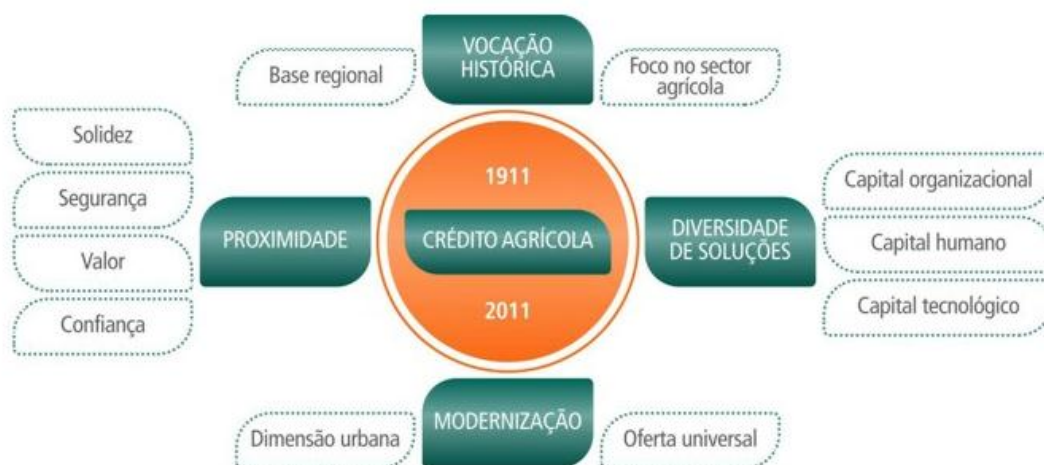 VOCAÇÃO
HISTÓRICA
Base regional
Foco no sector
agrícola
Solidez
Segurança
Valor
Confiança
PROXIMIDADE
1911
CRÉDITO AGRÍCOLA
2011
DIVERSIDADE
DE SOLUÇÕES
Capital organizacional
Capital humano
Capital tecnológico
MODERNIZAÇÃO
Dimensão urbana
Oferta universal